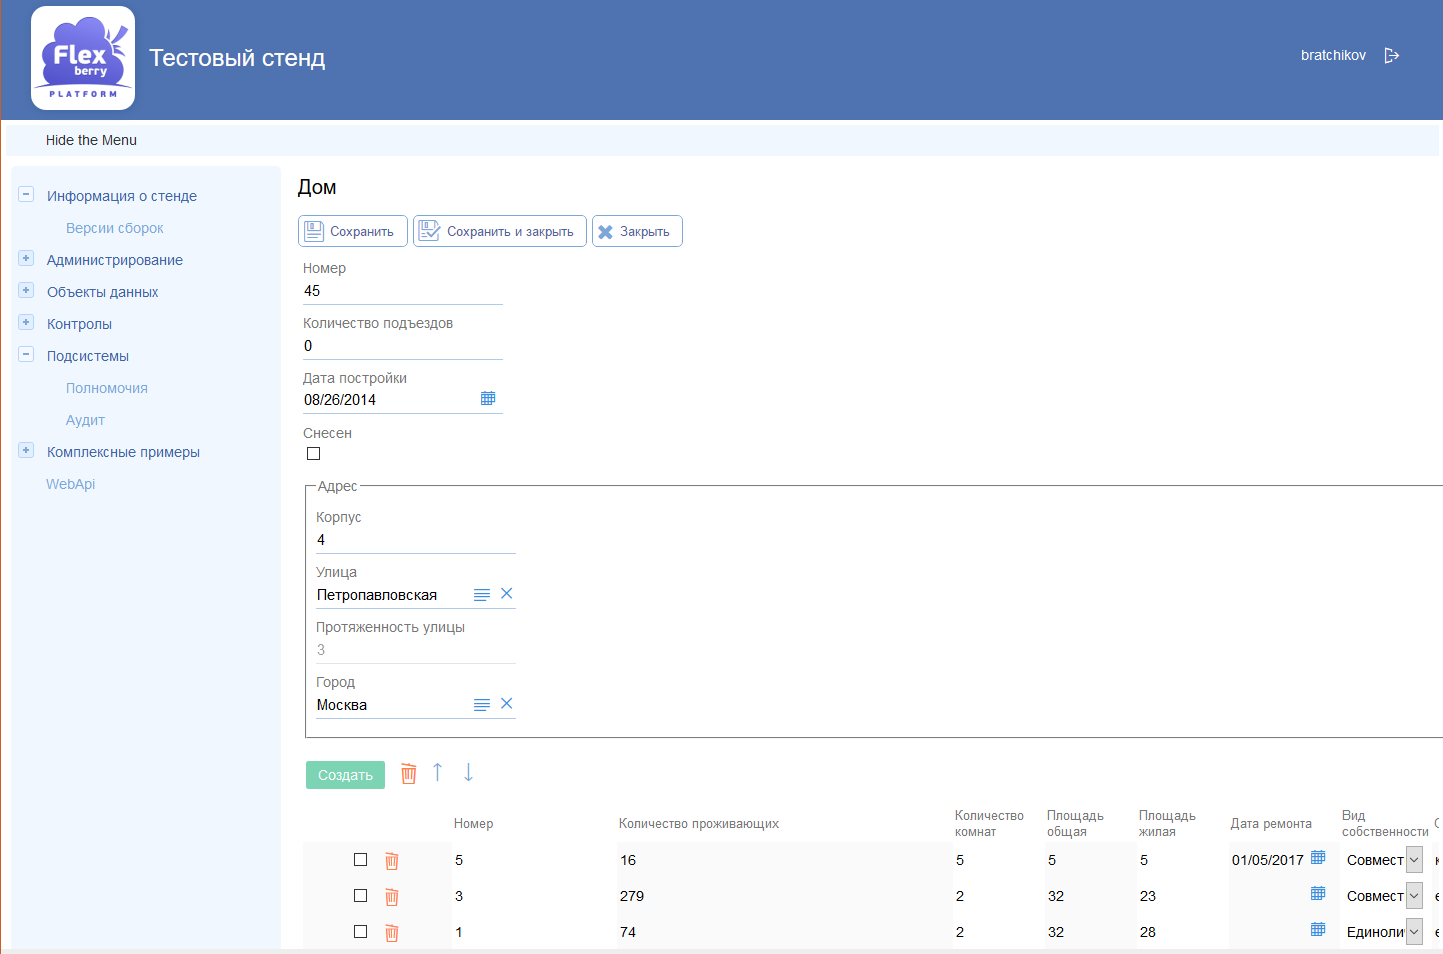 Flex
berry
PLATFORM
Тестовый стенд
bratchikov
Hide the Menu
Информация о стенде
Версии сборок
Администрирование
Объекты данных
Контролы
Подсистемы
Полномочия
Аудит
Комплексные примеры
WebApi
Дом
Сохранить Сохранить и закрыть Закрыть
Номер
45
Количество подъездов
0
Дата постройки
08/26/2014
Снесен
Адрес
Корпус
4
Улица
Петропавловская
Протяженность улицы
3
Город
Москва
Создать
Номер Количество проживающих Количество комнат Площадь общая Площадь жилая Дата ремонта Вид собственности
5 16 5 5 5 01/05/2017 Совмест
3 279 2 32 23 Совмест
1 74 2 32 28 Единоли